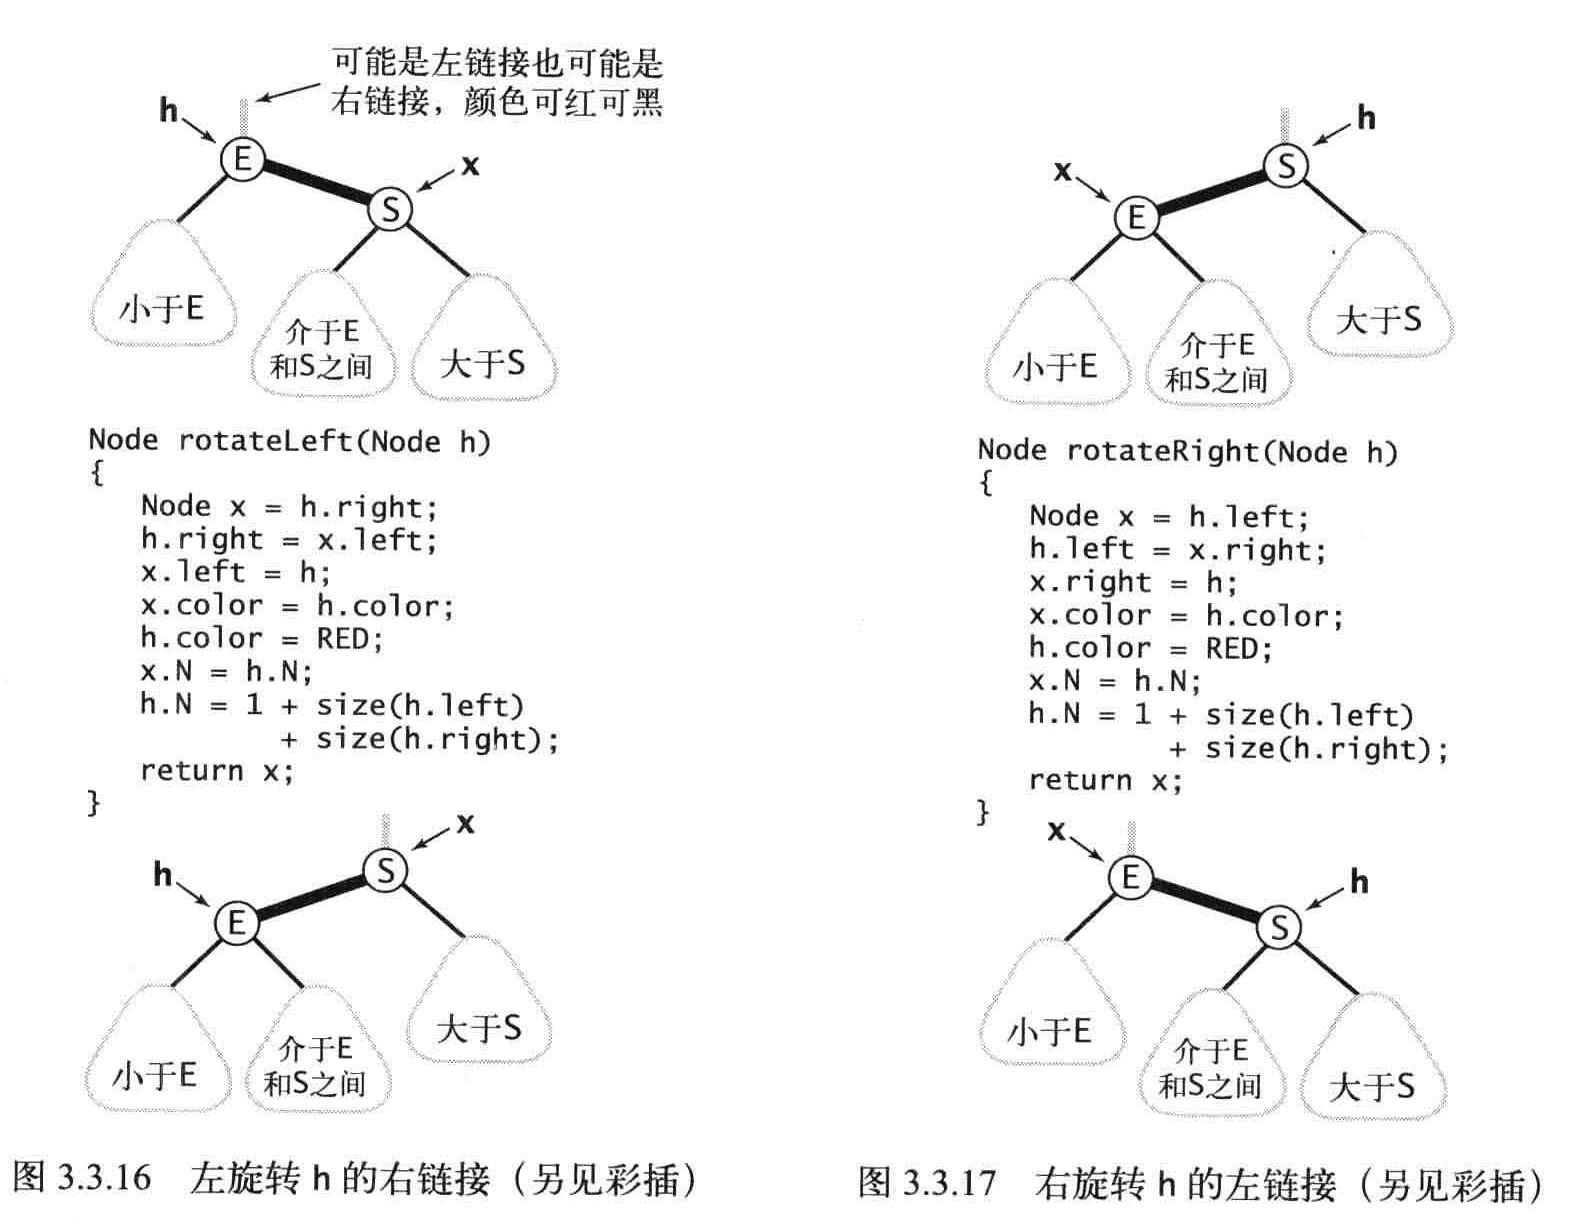 可能是左链接也可能是
右链接，颜色可红可黑
h
E
x
S
小于E
介于E
和S之间
大于S
Node rotateLeft(Node h)
{
Node x = h.right;
h.right = x.left;
x.left = h;
x.color = h.color;
h.color = RED;
x.N = h.N;
h.N = 1 + size(h.left)
+ size(h.right);
return x;
}
x
S
h
E
小于E
介于E
和S之间
大于S
图 3.3.16 左旋转 h 的右链接（另见彩插）
h
S
x
E
小于E
介于E
和S之间
大于S
Node rotateRight(Node h)
{
Node x = h.left;
h.left = x.right;
x.right = h;
x.color = h.color;
h.color = RED;
x.N = h.N;
h.N = 1 + size(h.left)
+ size(h.right);
return x;
}
x
E
h
S
小于E
介于E
和S之间
大于S
图 3.3.17 右旋转 h 的左链接（另见彩插）